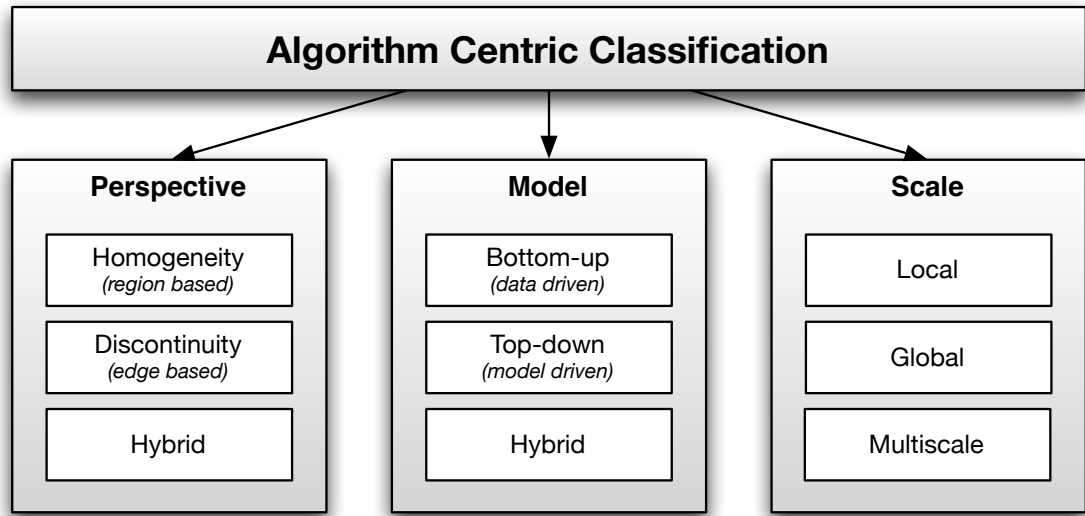 Algorithm Centric Classification
Perspective
Homogeneity
(region based)
Discontinuity
(edge based)
Hybrid
Model
Bottom-up
(data driven)
Top-down
(model driven)
Hybrid
Scale
Local
Global
Multiscale